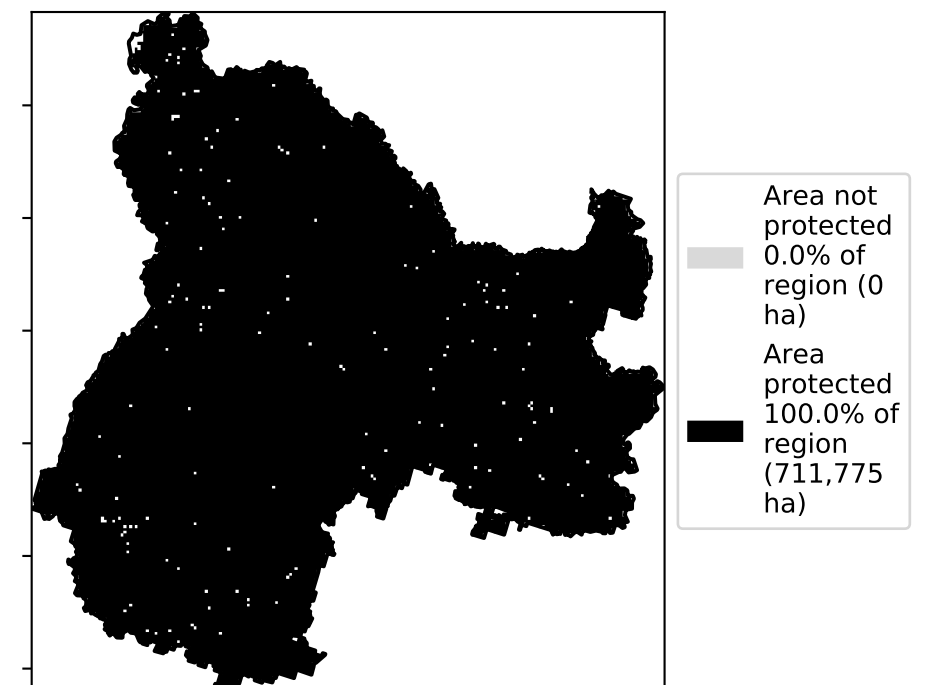 Area not
protected
0.0% of
region (0
ha)
Area
protected
100.0% of
region
(711,775
ha)